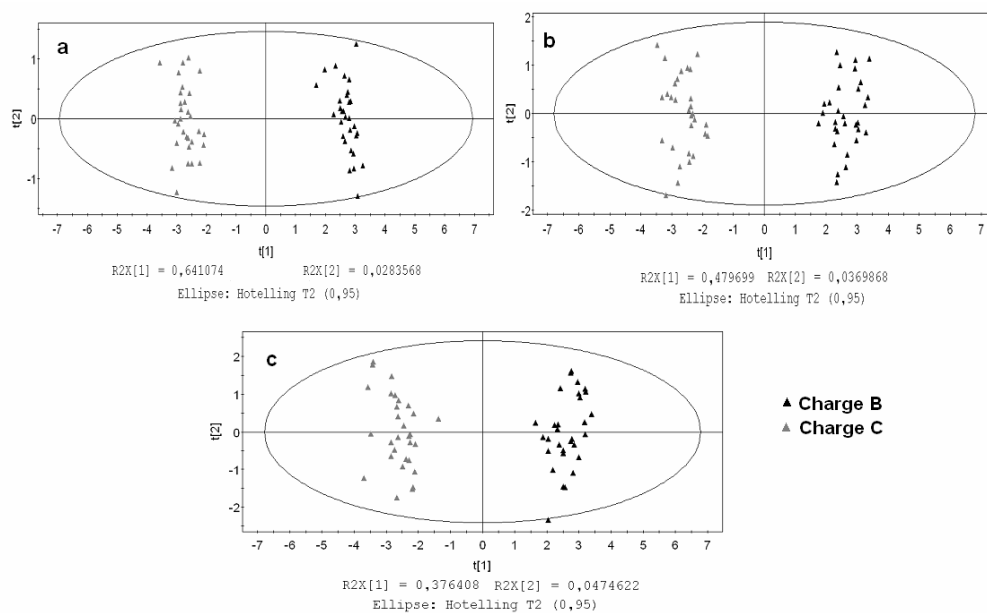 a
t[2]
1
0
-1
-7 -6 -5 -4 -3 -2 -1 0 1 2 3 4 5 6 7
t[1]
R2X[1] = 0,641074 R2X[2] = 0,0283568
Ellipse: Hotelling T2 (0,95)
b
t[2]
2
1
0
-1
-2
-7 -6 -5 -4 -3 -2 -1 0 1 2 3 4 5 6 7
t[1]
R2X[1] = 0,479699 R2X[2] = 0,0369868
Ellipse: Hotelling T2 (0,95)
c
t[2]
2
1
0
-1
-2
-7 -6 -5 -4 -3 -2 -1 0 1 2 3 4 5 6 7
t[1]
R2X[1] = 0,376408 R2X[2] = 0,0474622
Ellipse: Hotelling T2 (0,95)
Charge B
Charge C